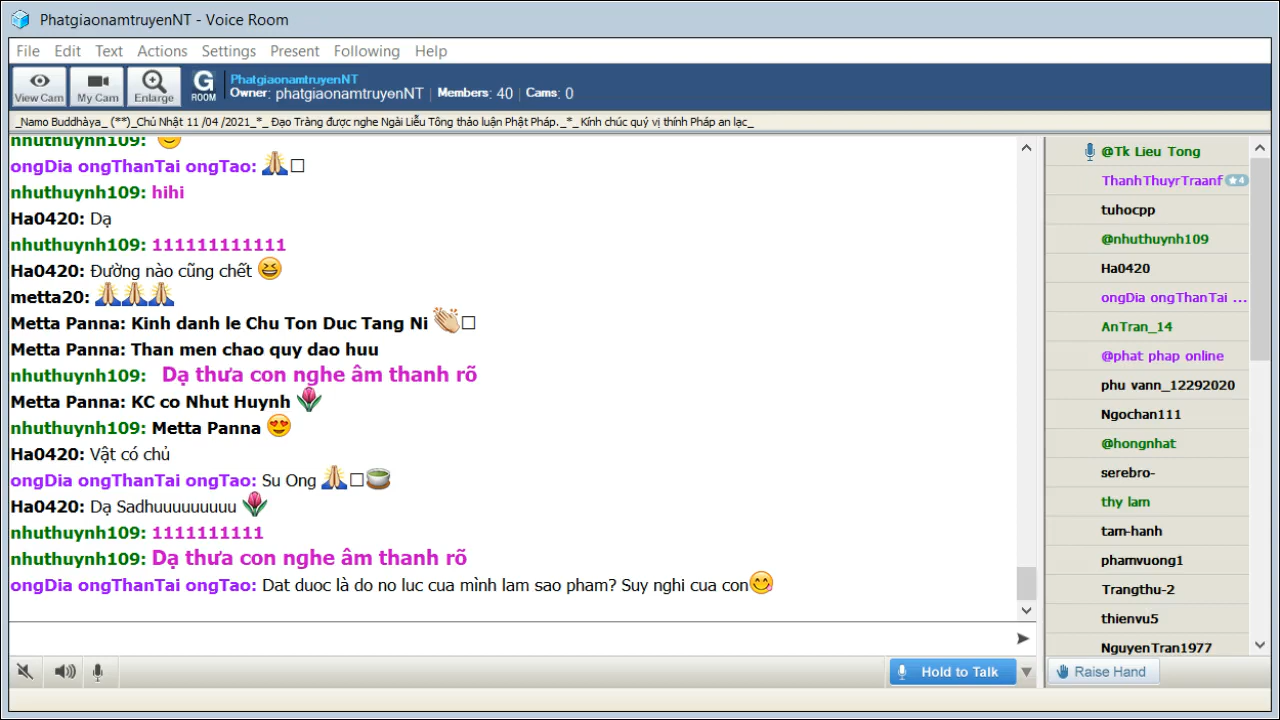 PhatgiaonamtruyenNT - Voice Room
File Edit Text Actions Settings Present Following Help
View Cam My Cam Enlarge G ROOM
PhatgiaonamtruyenNT
Owner: phatgiaonamtruyenNT | Members: 40 | Cams: 0
_Namo Buddhàya_ (**)_Chủ Nhật 11 /04 /2021_*_ Đạo Tràng được nghe Ngài Liễu Tông thảo luận Phật Pháp._*_ Kính chúc quý vị thính Pháp an lạc_
nhuthuynh109: 😊
ongDia ongThanTai ongTao: 🙏□
nhuthuynh109: hihi
Ha0420: Dạ
nhuthuynh109: 111111111111
Ha0420: Đường nào cũng chết 😆
metta20: 🙏🙏🙏
Metta Panna: Kinh danh le Chu Ton Duc Tang Ni 👏□
Metta Panna: Than men chao quy dao huu
nhuthuynh109: Dạ thưa con nghe âm thanh rõ
Metta Panna: KC co Nhut Huynh 🌷
nhuthuynh109: Metta Panna 😍
Ha0420: Vật có chủ
ongDia ongThanTai ongTao: Su Ong 🙏□🍵
Ha0420: Dạ Sadhuuuuuuuuu 🌷
nhuthuynh109: 1111111111
nhuthuynh109: Dạ thưa con nghe âm thanh rõ
ongDia ongThanTai ongTao: Dat duoc là do no luc cua mình lam sao pham? Suy nghi cua con😋
Hold to Talk
@Tk Lieu Tong
ThanhThuyrTraanf ★4
tuhocpp
@nhuthuynh109
Ha0420
ongDia ongThanTai ...
AnTran_14
@phat phap online
phu vann_12292020
Ngochan111
@hongnhat
serebro-
thy lam
tam-hanh
phamvuong1
Trangthu-2
thienvu5
NguyenTran1977
Raise Hand